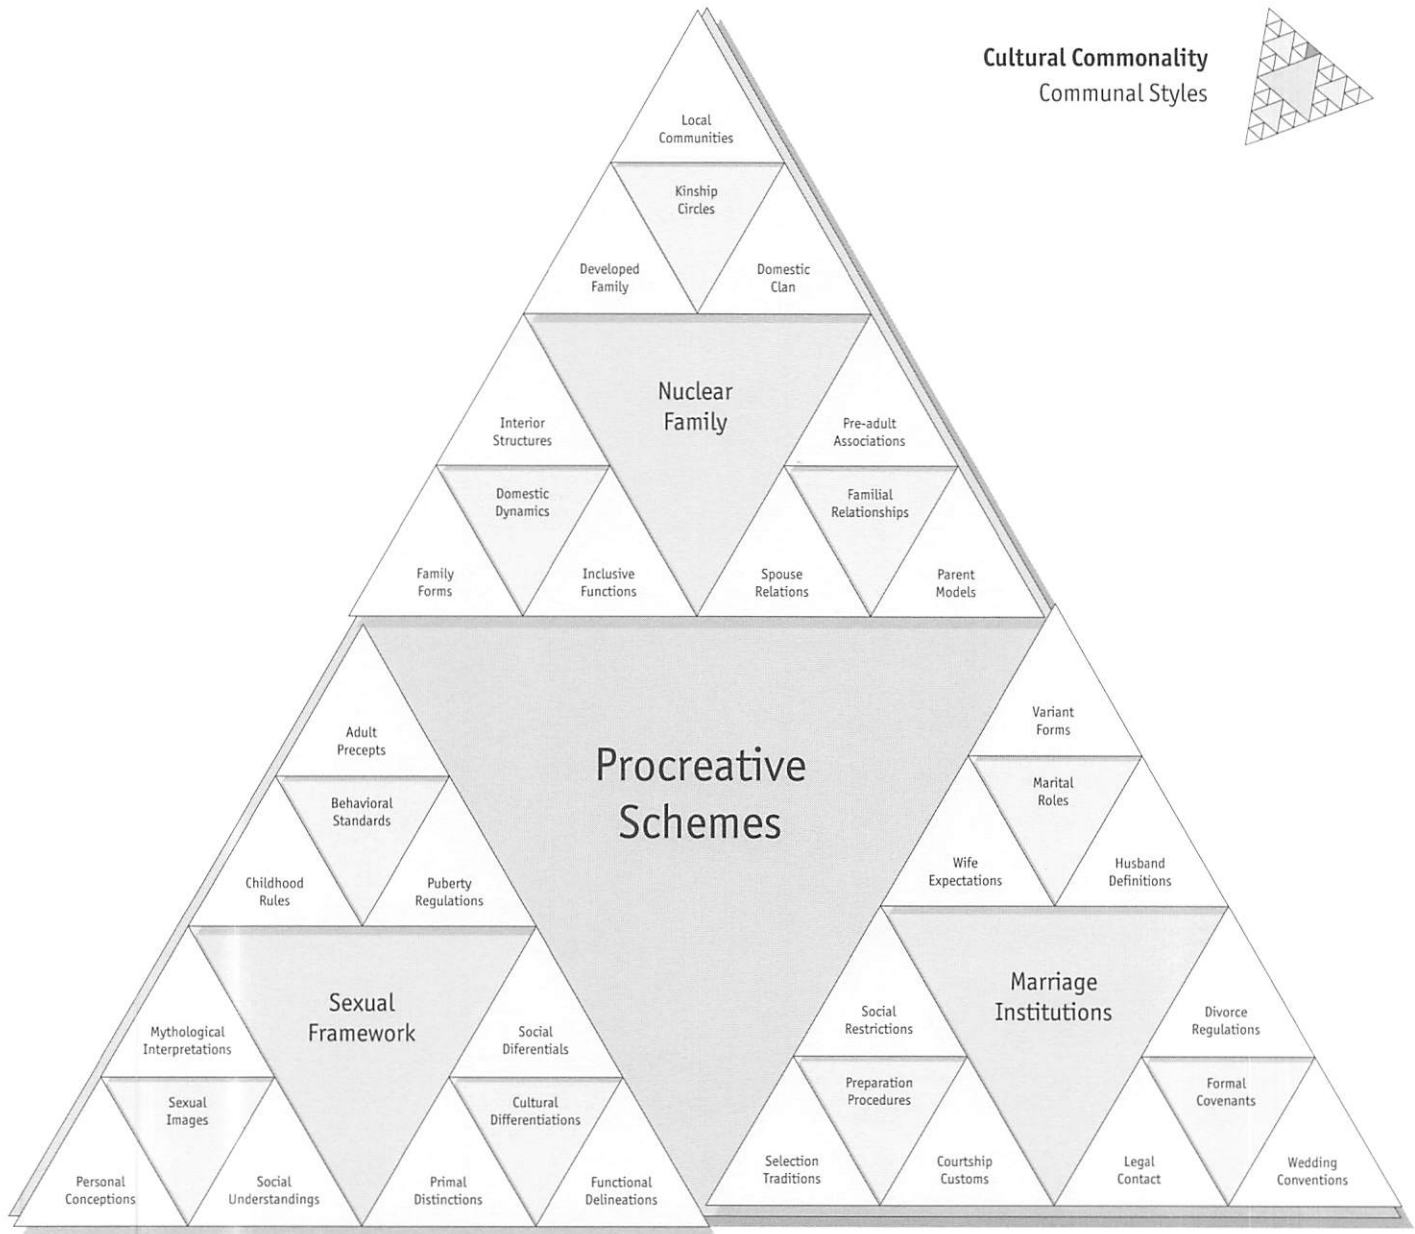 Cultural Commonality
Communal Styles
Local
Communities
Kinship
Circles
Developed
Family
Domestic
Clan
Nuclear
Family
Interior
Structures
Pre-adult
Associations
Domestic
Dynamics
Familial
Relationships
Family
Forms
Inclusive
Functions
Spouse
Relations
Parent
Models
Procreative
Schemes
Adult
Precepts
Behavioral
Standards
Childhood
Rules
Puberty
Regulations
Sexual
Framework
Mythological
Interpretations
Social
Diferentials
Sexual
Images
Cultural
Differentiations
Personal
Conceptions
Social
Understandings
Primal
Distinctions
Functional
Delineations
Variant
Forms
Marital
Roles
Wife
Expectations
Husband
Definitions
Marriage
Institutions
Social
Restrictions
Divorce
Regulations
Preparation
Procedures
Formal
Covenants
Selection
Traditions
Courtship
Customs
Legal
Contact
Wedding
Conventions